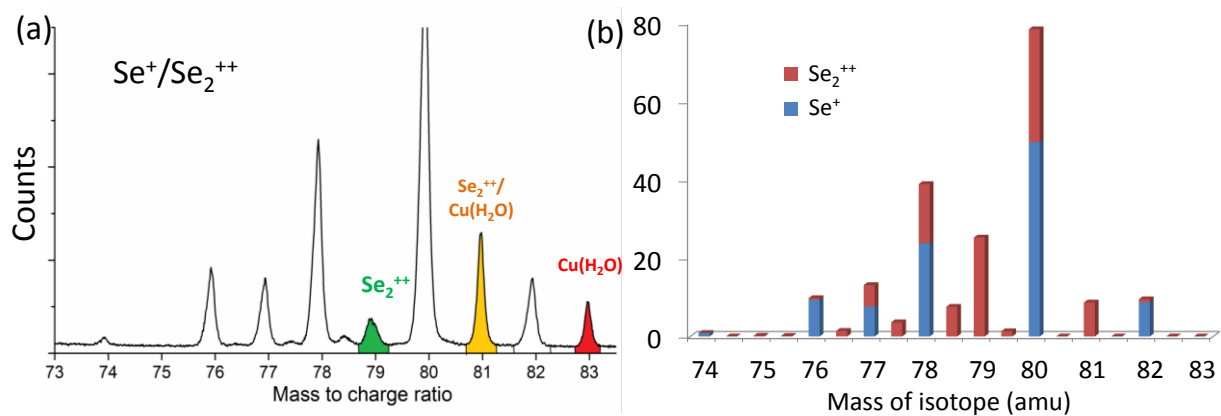 (a)
Se⁺/Se₂⁺⁺
Counts
Se₂⁺⁺
Se₂⁺⁺/
Cu(H₂O)
Cu(H₂O)
73 74 75 76 77 78 79 80 81 82 83
Mass to charge ratio
(b)
80
60
40
20
0
Se₂⁺⁺
Se⁺
74 75 76 77 78 79 80 81 82 83
Mass of isotope (amu)